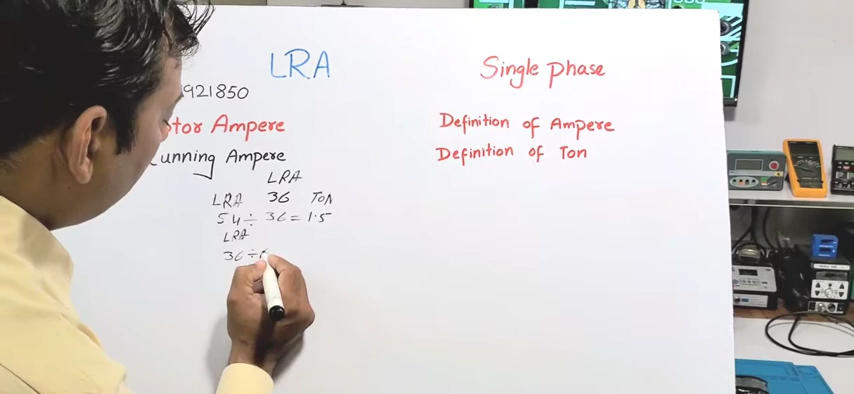 LRA
Single Phase
921850
tor Ampere
Definition of Ampere
unning Ampere
Definition of Ton
LRA
LRA 36 TON
54 ÷ 36 = 1.5
LRA
36 ÷